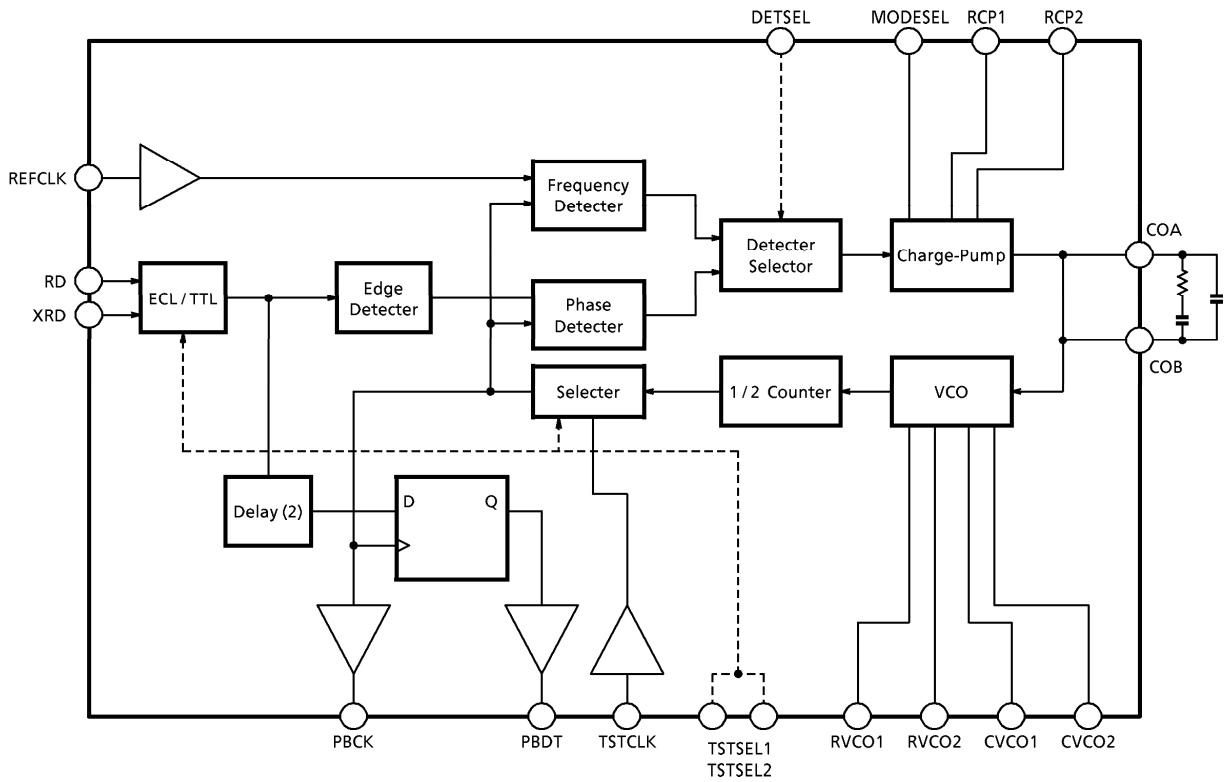 DETSEL
MODESEL
RCP1
RCP2
REFCLK
Frequency
Detecter
Detecter
Selector
Charge-Pump
COA
RD
XRD
ECL / TTL
Edge
Detecter
Phase
Detecter
COB
Selecter
1 / 2 Counter
VCO
Delay (2)
D
Q
PBCK
PBDT
TSTCLK
TSTSEL1
TSTSEL2
RVCO1
RVCO2
CVCO1
CVCO2